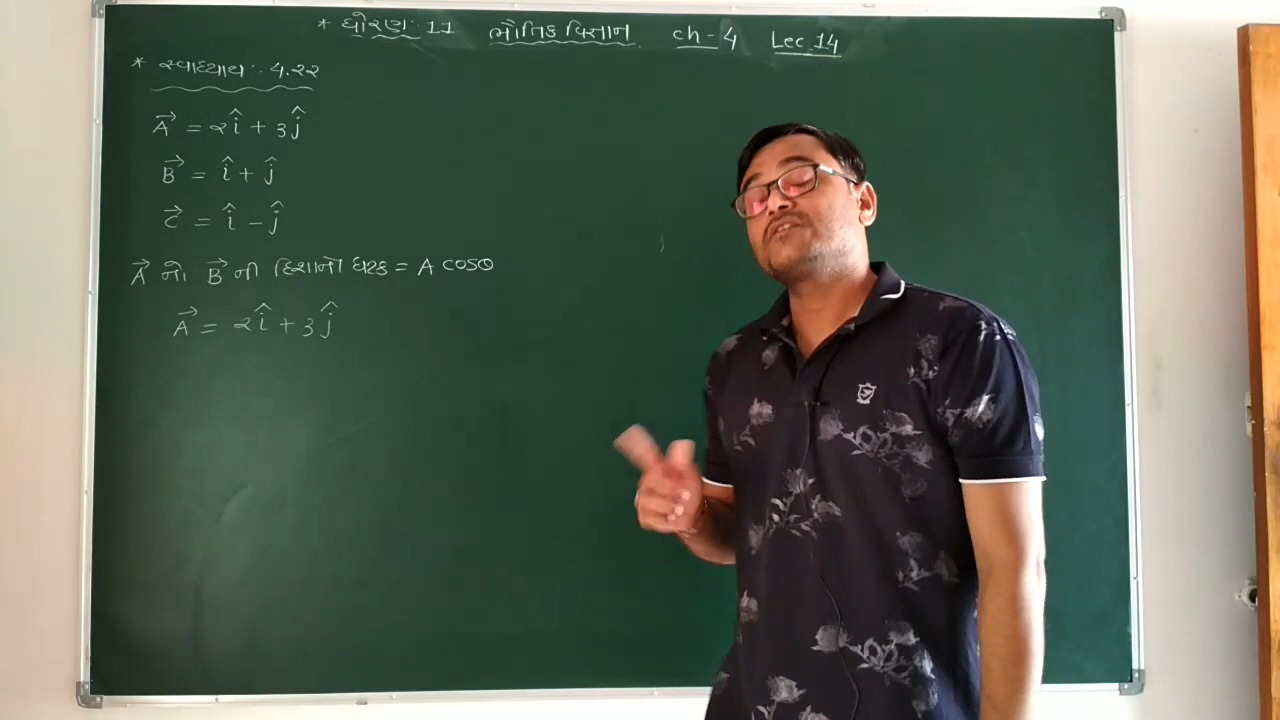 * ધોરણ :- 11 ભૌતિક વિજ્ઞાન ch - 4 Lec. 14
* સ્વાધ્યાય :- 4.22
A⃗ = 2î + 3ĵ
B⃗ = î + ĵ
C⃗ = î - ĵ
A⃗ નો B⃗ ની દિશાનો ઘટક = A cosθ
A⃗ = 2î + 3ĵ